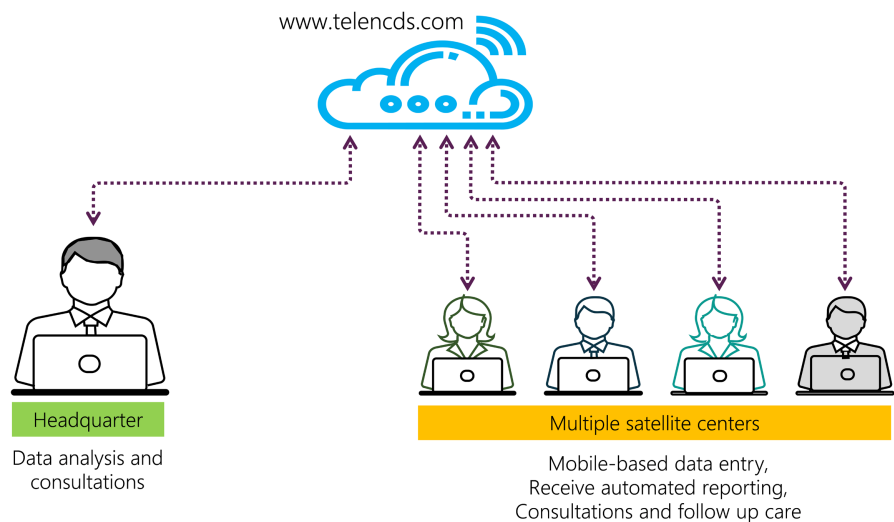 www.telencds.com
Headquarter
Data analysis and
consultations
Multiple satellite centers
Mobile-based data entry,
Receive automated reporting,
Consultations and follow up care